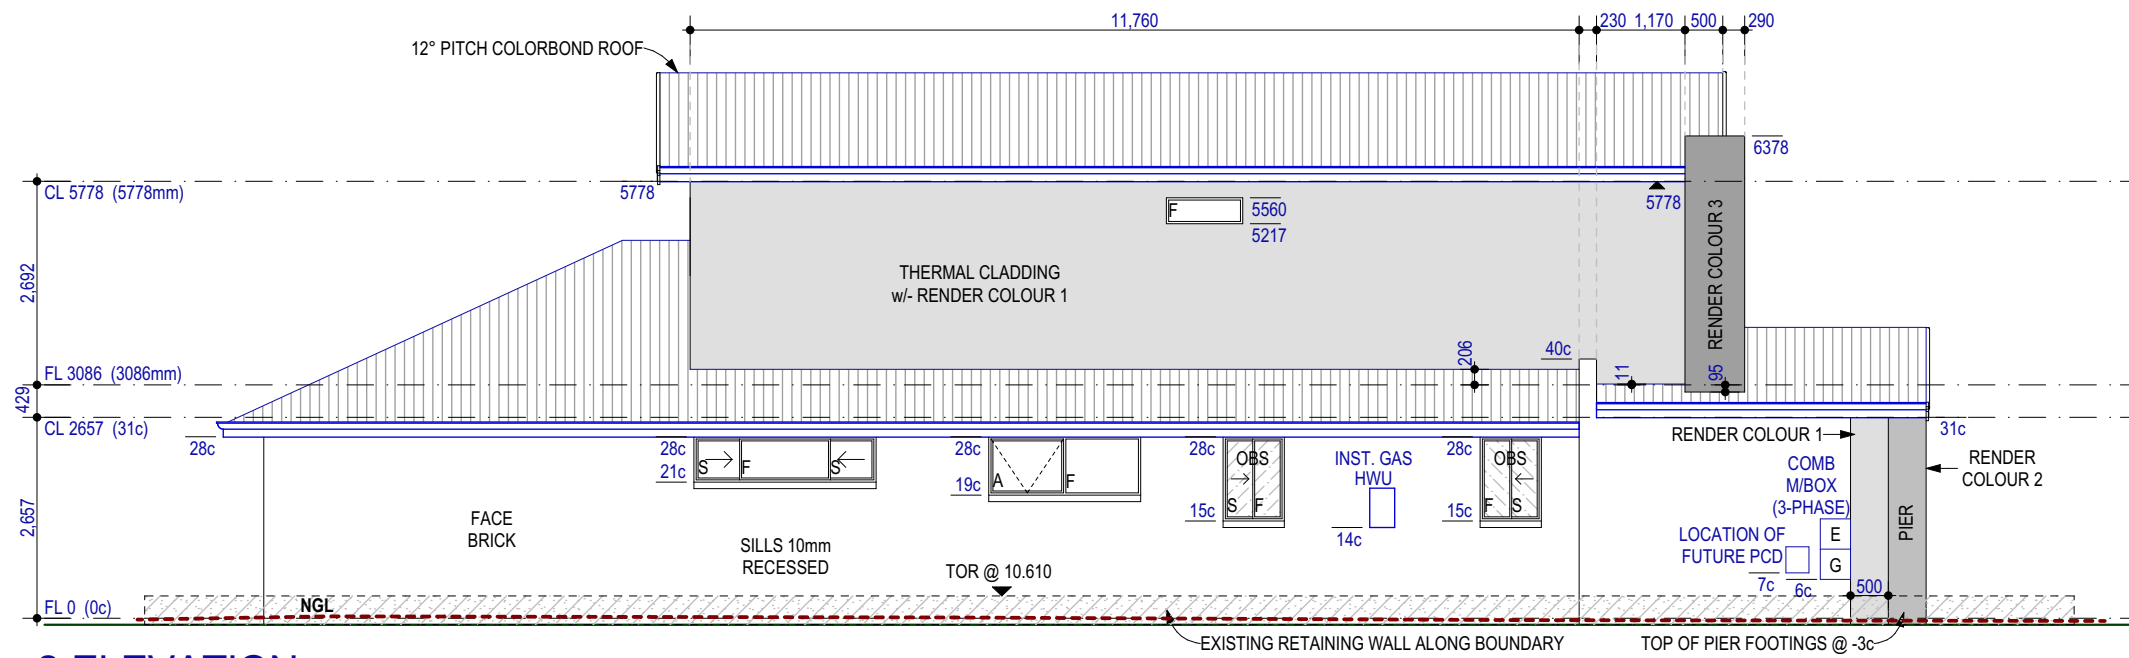 11,760
230
1,170
500
290
12° PITCH COLORBOND ROOF
6378
CL 5778 (5778mm)
5778
5778
F
5560
5217
RENDER COLOUR 3
2,692
THERMAL CLADDING
w/- RENDER COLOUR 1
206
40c
11
95
FL 3086 (3086mm)
429
CL 2657 (31c)
28c
28c
21c
S
F
S
28c
19c
A
F
28c
15c
OBS
S
F
INST. GAS
HWU
14c
28c
15c
OBS
F
S
RENDER COLOUR 1
31c
COMB
M/BOX
(3-PHASE)
RENDER
COLOUR 2
PIER
E
G
LOCATION OF
FUTURE PCD
7c
6c
500
2,657
FACE
BRICK
SILLS 10mm
RECESSED
TOR @ 10.610
FL 0 (0c)
NGL
EXISTING RETAINING WALL ALONG BOUNDARY
TOP OF PIER FOOTINGS @ -3c